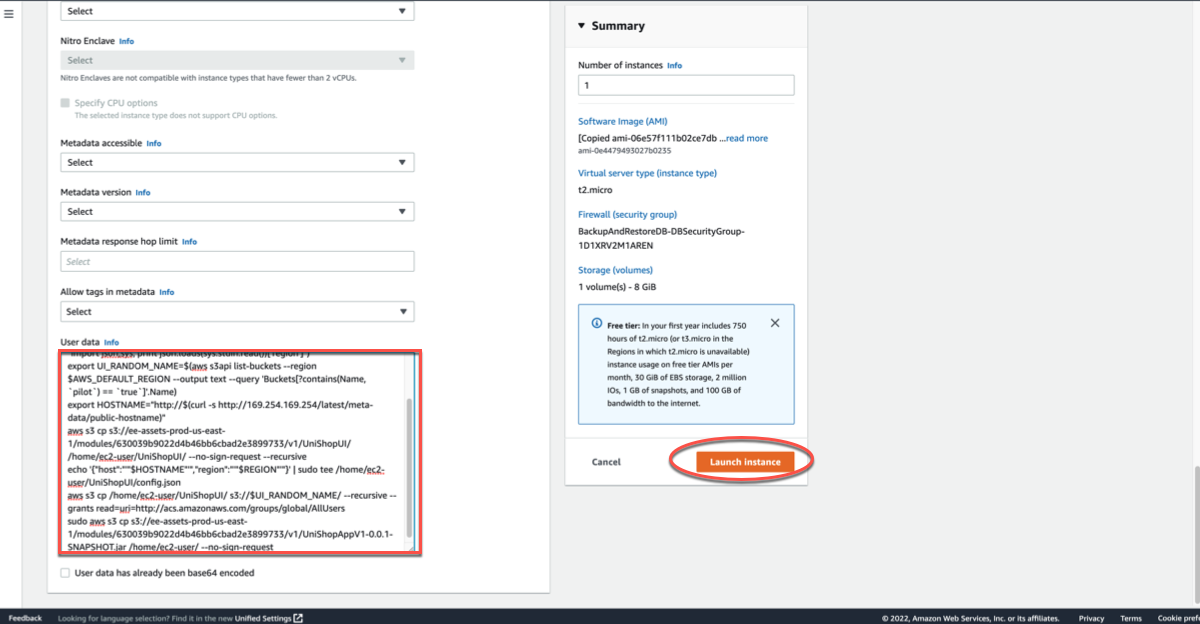 Select
Nitro Enclave Info
Select
Nitro Enclaves are not compatible with instance types that have fewer than 2 vCPUs.
Specify CPU options
The selected instance type does not support CPU options.
Metadata accessible Info
Select
Metadata version Info
Select
Metadata response hop limit Info
Select
Allow tags in metadata Info
Select
User data Info
"import json,sys; print json.loads(sys.stdin.read())['region']")
export UI_RANDOM_NAME=$(aws s3api list-buckets --region
$AWS_DEFAULT_REGION --output text --query 'Buckets[?contains(Name,
`pilot`) == `true`]'.Name)
export HOSTNAME="http://$(curl -s http://169.254.169.254/latest/meta-
data/public-hostname)"
aws s3 cp s3://ee-assets-prod-us-east-
1/modules/630039b9022d4b46bb6cbad2e3899733/v1/UniShopUI/
/home/ec2-user/UniShopUI/ --no-sign-request --recursive
echo '{"host":"'"$HOSTNAME"'","region":"'"$REGION"'"}' | sudo tee /home/ec2-
user/UniShopUI/config.json
aws s3 cp /home/ec2-user/UniShopUI/ s3://$UI_RANDOM_NAME/ --recursive --
grants read=uri=http://acs.amazonaws.com/groups/global/AllUsers
sudo aws s3 cp s3://ee-assets-prod-us-east-
1/modules/630039b9022d4b46bb6cbad2e3899733/v1/UniShopAppV1-0.0.1-
SNAPSHOT.jar /home/ec2-user/ --no-sign-request
User data has already been base64 encoded
Summary
Number of instances Info
1
Software Image (AMI)
[Copied ami-06e57f111b02ce7db ...read more
ami-0e4479493027b0235
Virtual server type (instance type)
t2.micro
Firewall (security group)
BackupAndRestoreDB-DBSecurityGroup-
1D1XRV2M1AREN
Storage (volumes)
1 volume(s) - 8 GiB
Free tier: In your first year includes 750
hours of t2.micro (or t3.micro in the
Regions in which t2.micro is unavailable)
instance usage on free tier AMIs per
month, 30 GiB of EBS storage, 2 million
IOs, 1 GB of snapshots, and 100 GB of
bandwidth to the internet.
Cancel
Launch instance
Feedback
Looking for language selection? Find it in the new Unified Settings
© 2022, Amazon Web Services, Inc. or its affiliates.
Privacy
Terms
Cookie pref